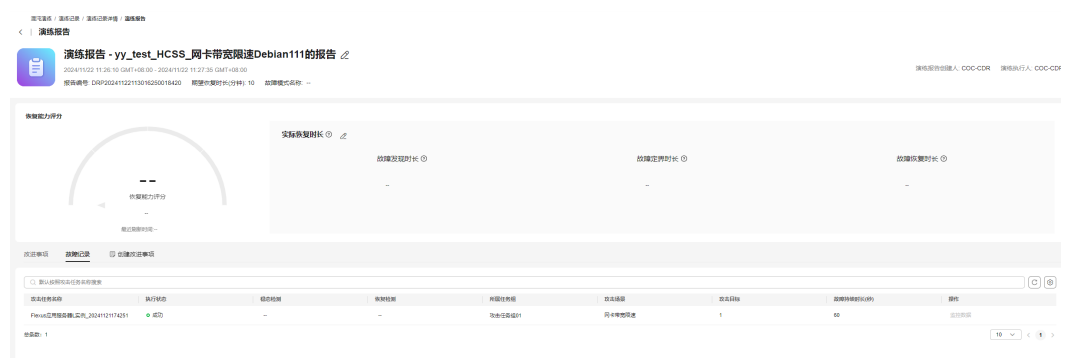 混沌演练 / 演练记录 / 演练记录详情 / 演练报告
< | 演练报告
演练报告 - yy_test_HCSS_网卡带宽限速Debian111的报告
2024/11/22 11:26:10 GMT+08:00 - 2024/11/22 11:27:35 GMT+08:00
演练报告创建人 COC-CDR 演练执行人 COC-CDR
报告编号 DRP20241122113016250018420 期望恢复时长(分钟) 10 故障模式名称 --
恢复能力评分
实际恢复时长
故障发现时长 故障定界时长 故障恢复时长
-- -- --
--
恢复能力评分
--
最近刷新时间 --
改进事项 故障记录 创建改进事项
默认按照攻击任务名称搜索
攻击任务名称 执行状态 稳态检测 恢复检测 所属任务组 攻击场景 攻击目标 故障持续时长(秒) 操作
Flexus应用服务器L实例_20241121174251 成功 -- -- 攻击任务组01 网卡带宽限速 1 60 监控数据
总条数: 1
10 < 1 >